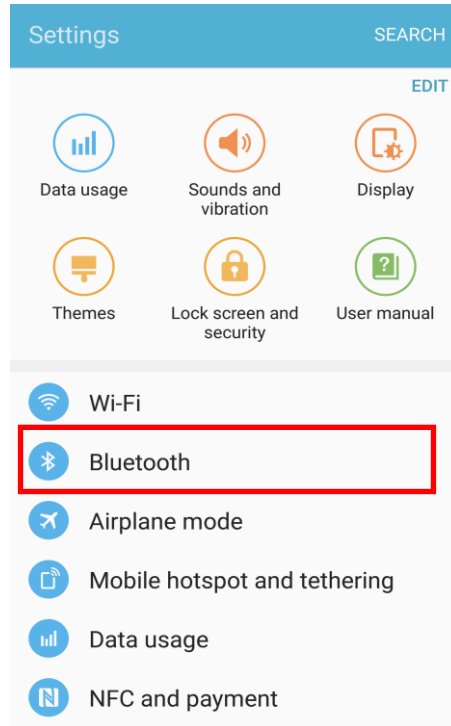 Settings SEARCH
EDIT
Data usage Sounds and vibration Display
Themes Lock screen and security User manual
Wi-Fi
Bluetooth
Airplane mode
Mobile hotspot and tethering
Data usage
NFC and payment